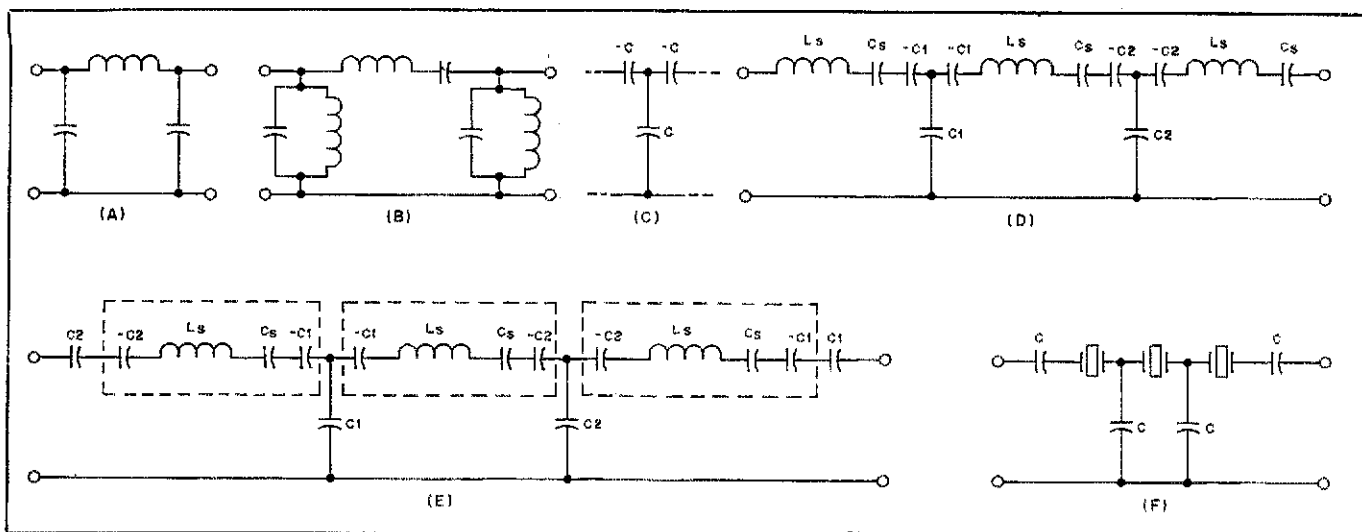 -C -C
C
(A)
(B)
(C)
Ls Cs -C1 -C1 Ls Cs -C2 -C2 Ls Cs
C1 C2
(D)
C2 -C2 Ls Cs -C1 -C1 Ls Cs -C2 -C2 Ls Cs -C1 C1
C1 C2
(E)
C C
C C
(F)